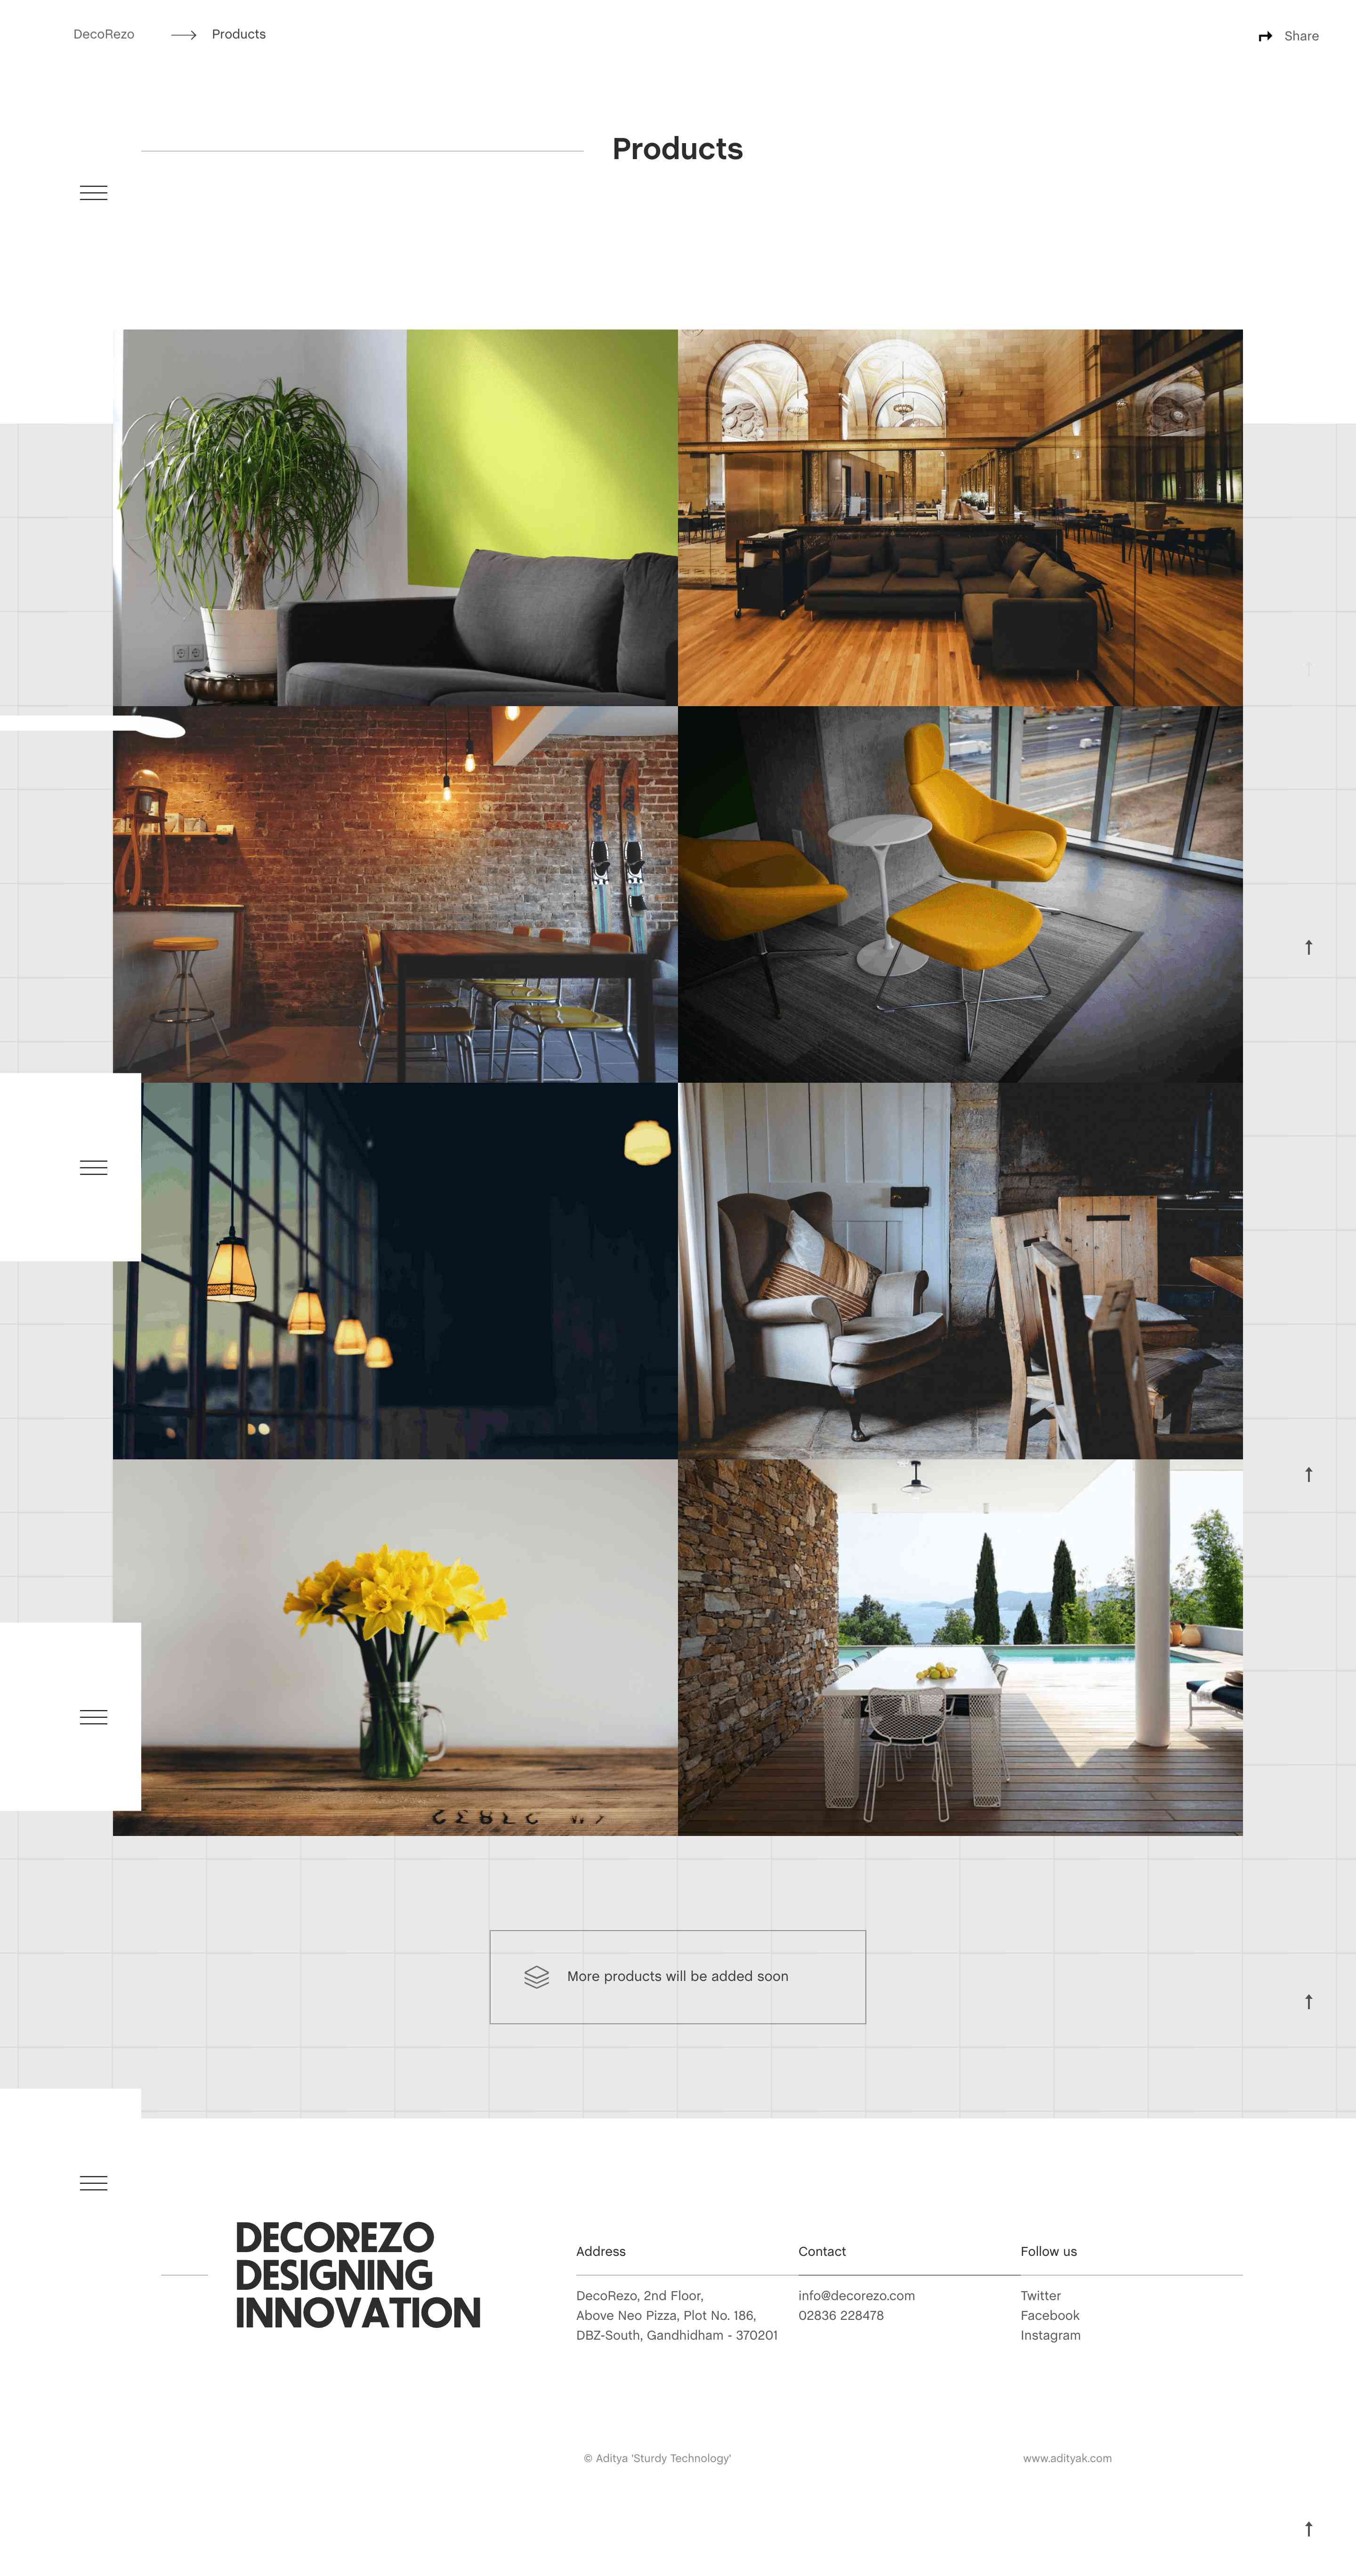 DecoRezo
Products
Share
Products
More products will be added soon
DECOREZO
DESIGNING
INNOVATION
Address
DecoRezo, 2nd Floor,
Above Neo Pizza, Plot No. 186,
DBZ-South, Gandhidham - 370201
Contact
info@decorezo.com
02836 228478
Follow us
Twitter
Facebook
Instagram
© Aditya 'Sturdy Technology'
www.adityak.com